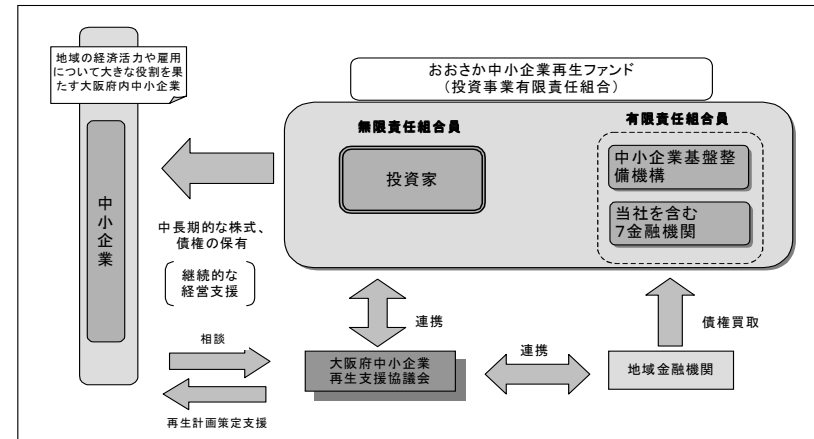 地域の経済活力や雇用
について大きな役割を果
たす大阪府内中小企業
中小企業
おおさか中小企業再生ファンド
（投資事業有限責任組合）
無限責任組合員
投資家
有限責任組合員
中小企業基盤整
備機構
当社を含む
7金融機関
中長期的な株式、
債権の保有
継続的な
経営支援
相談
再生計画策定支援
連携
大阪府中小企業
再生支援協議会
連携
債権買取
地域金融機関